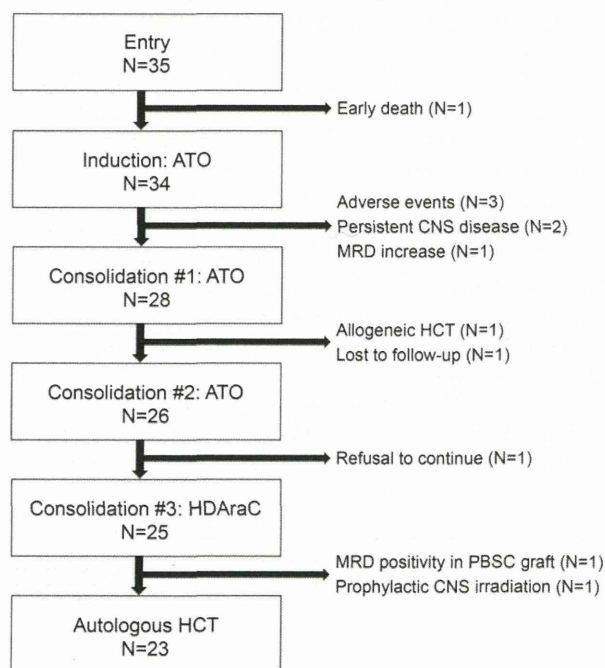 Entry
N=35
Early death (N=1)
Induction: ATO
N=34
Adverse events (N=3)
Persistent CNS disease (N=2)
MRD increase (N=1)
Consolidation #1: ATO
N=28
Allogeneic HCT (N=1)
Lost to follow-up (N=1)
Consolidation #2: ATO
N=26
Refusal to continue (N=1)
Consolidation #3: HDAraC
N=25
MRD positivity in PBSC graft (N=1)
Prophylactic CNS irradiation (N=1)
Autologous HCT
N=23